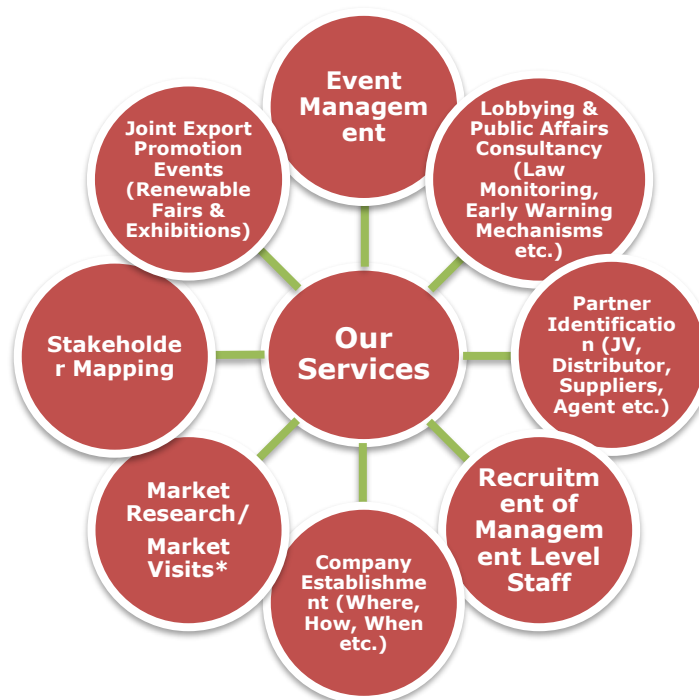 Event
Managem
ent
Lobbying &
Public Affairs
Consultancy
(Law
Monitoring,
Early Warning
Mechanisms
etc.)
Partner
Identificatio
n (JV,
Distributor,
Suppliers,
Agent etc.)
Recruitm
ent of
Managem
ent Level
Staff
Company
Establishme
nt (Where,
How, When
etc.)
Market
Research/
Market
Visits*
Stakeholde
r Mapping
Joint Export
Promotion
Events
(Renewable
Fairs &
Exhibitions)
Our
Services